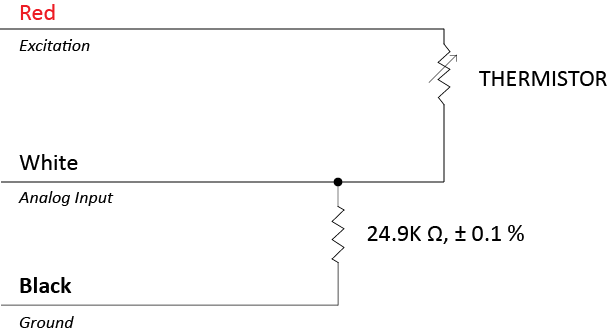 Red
Excitation
THERMISTOR
White
Analog Input
24.9K Ω, ± 0.1 %
Black
Ground